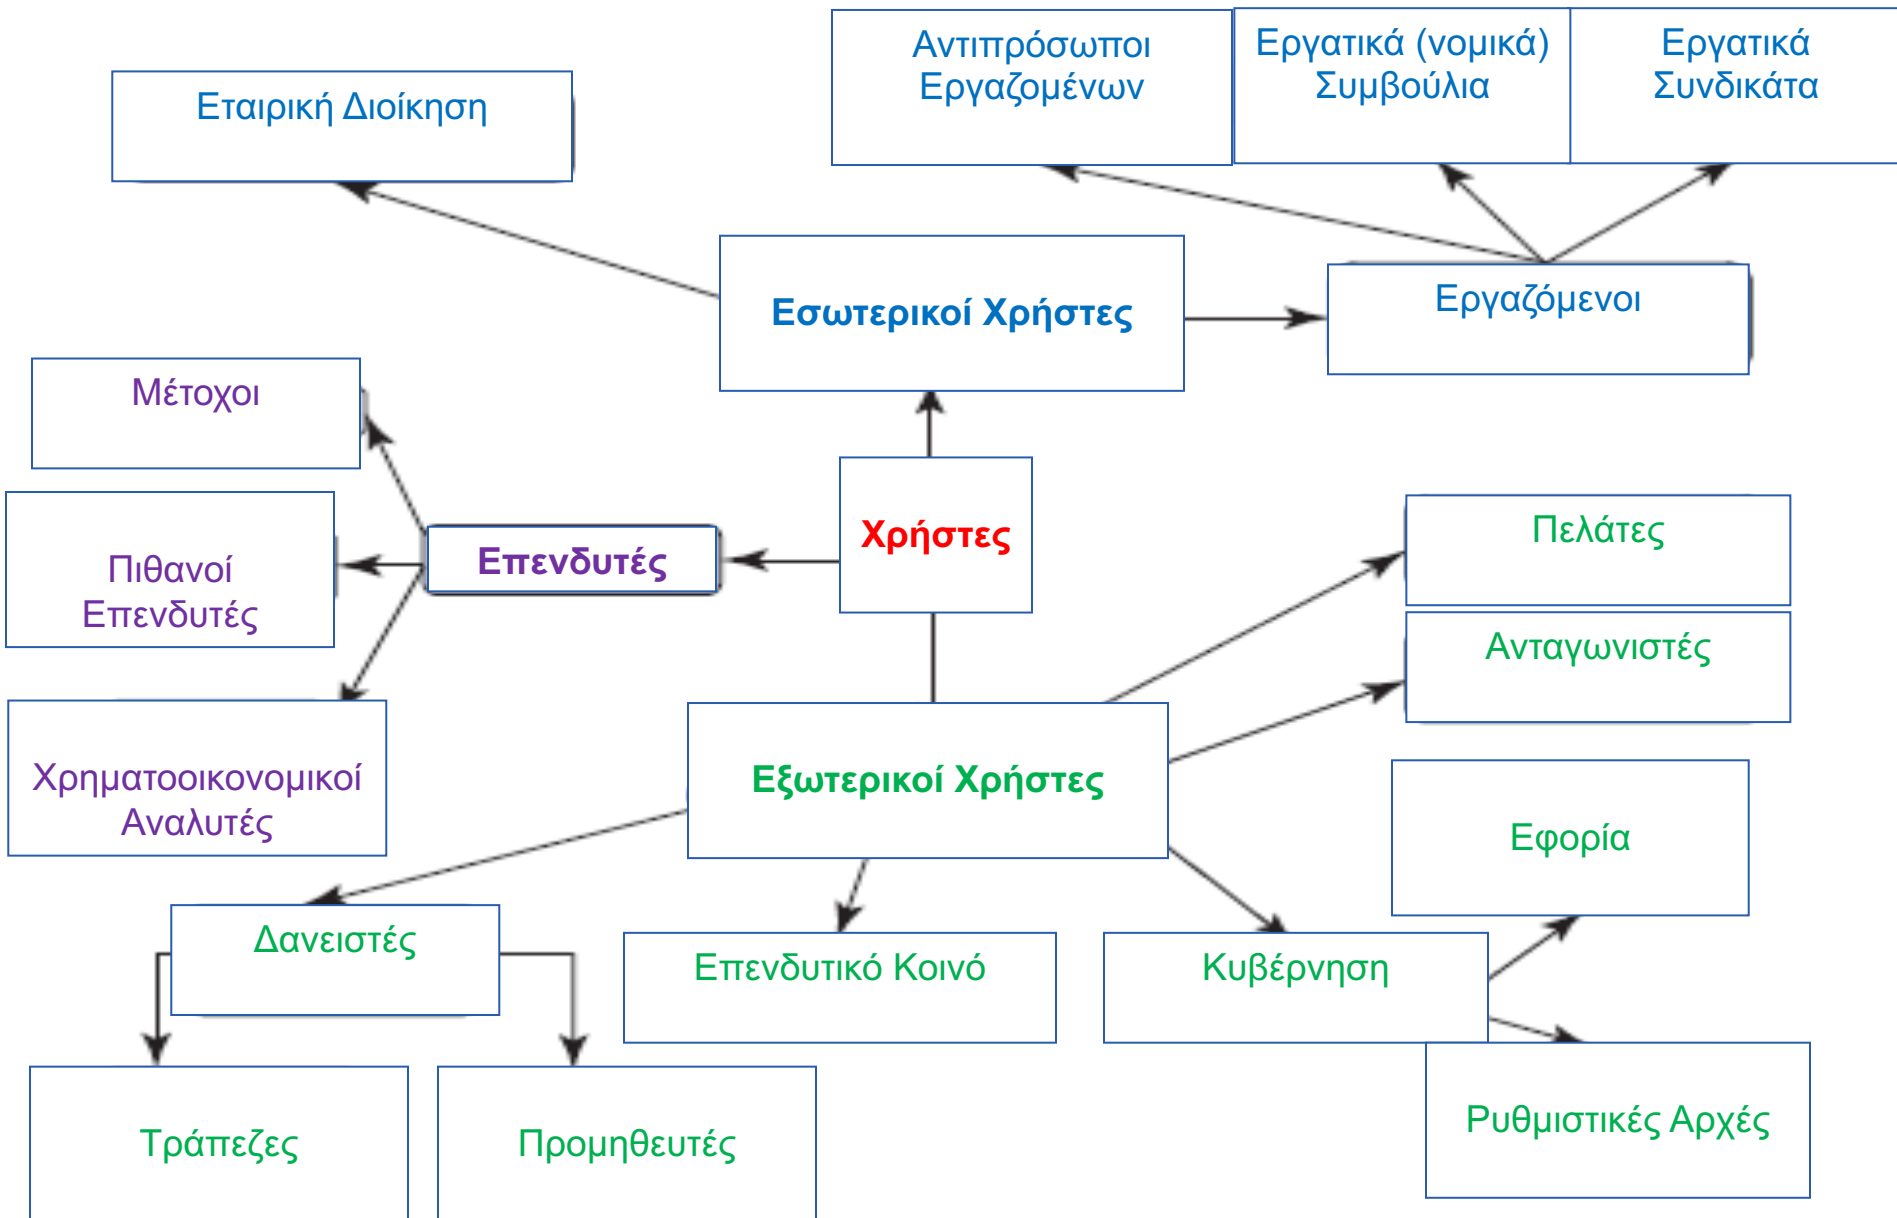 Αντιπρόσωποι
Εργαζομένων
Εργατικά (νομικά)
Συμβούλια
Εργατικά
Συνδικάτα
Εταιρική Διοίκηση
Εσωτερικοί Χρήστες
Εργαζόμενοι
Μέτοχοι
Χρήστες
Επενδυτές
Πιθανοί
Επενδυτές
Πελάτες
Ανταγωνιστές
Χρηματοοικονομικοί
Αναλυτές
Εξωτερικοί Χρήστες
Εφορία
Δανειστές
Επενδυτικό Κοινό
Κυβέρνηση
Τράπεζες
Προμηθευτές
Ρυθμιστικές Αρχές